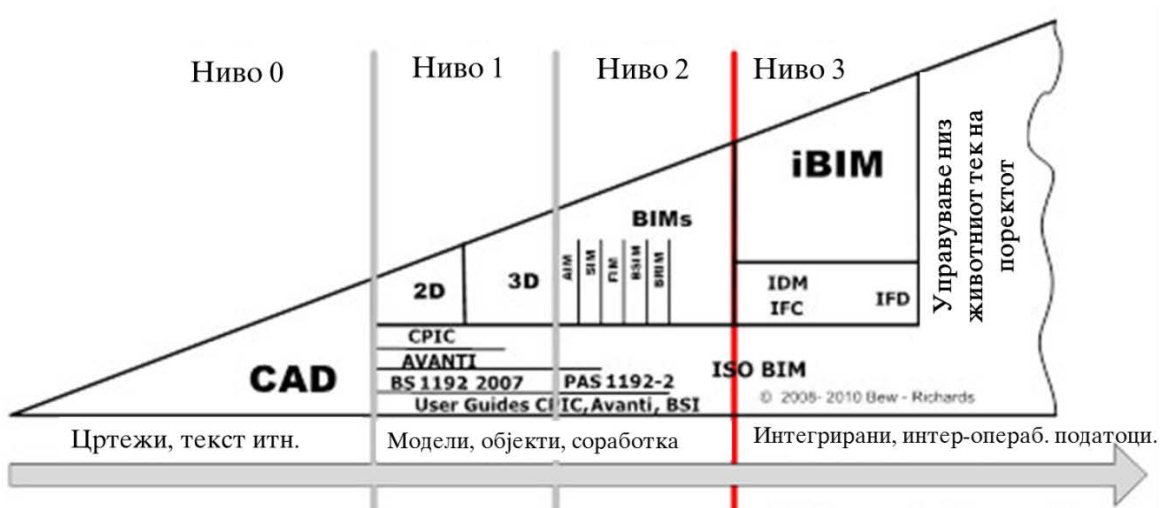 Ниво 0
Ниво 1
Ниво 2
Ниво 3
iBIM
BIMs
2D
3D
AIM
SIM
FIM
BSIM
BRIM
IDM
IFC
IFD
Управување низ
животниот тек на
поректот
CAD
CPIC
AVANTI
BS 1192 2007
PAS 1192-2
User Guides CPIC, Avanti, BSI
ISO BIM
© 2008- 2010 Bew - Richards
Цртежи, текст итн.
Модели, објекти, соработка
Интегрирани, интер-операб. податоци.